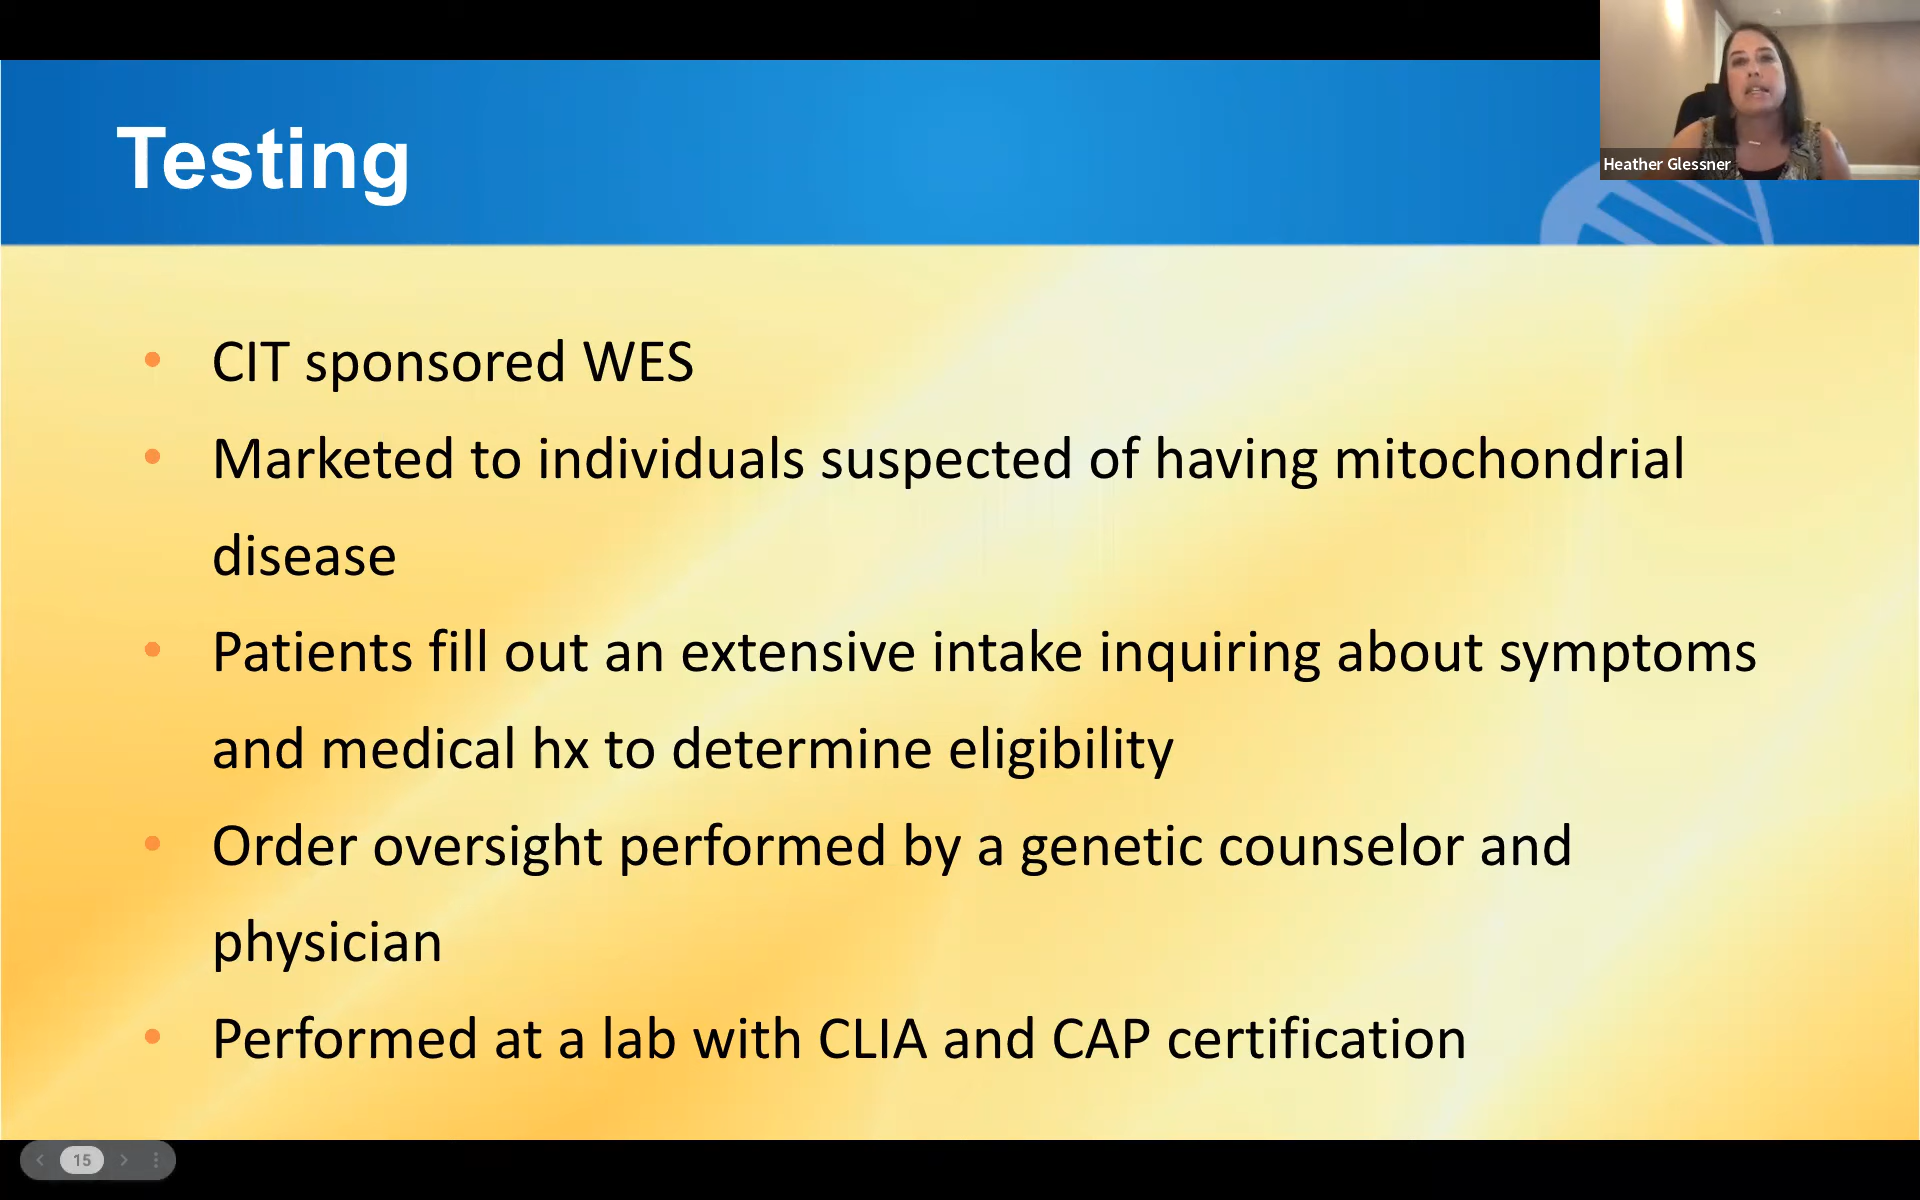 Testing
Heather Glessner
• CIT sponsored WES
• Marketed to individuals suspected of having mitochondrial
disease
• Patients fill out an extensive intake inquiring about symptoms
and medical hx to determine eligibility
• Order oversight performed by a genetic counselor and
physician
• Performed at a lab with CLIA and CAP certification
15